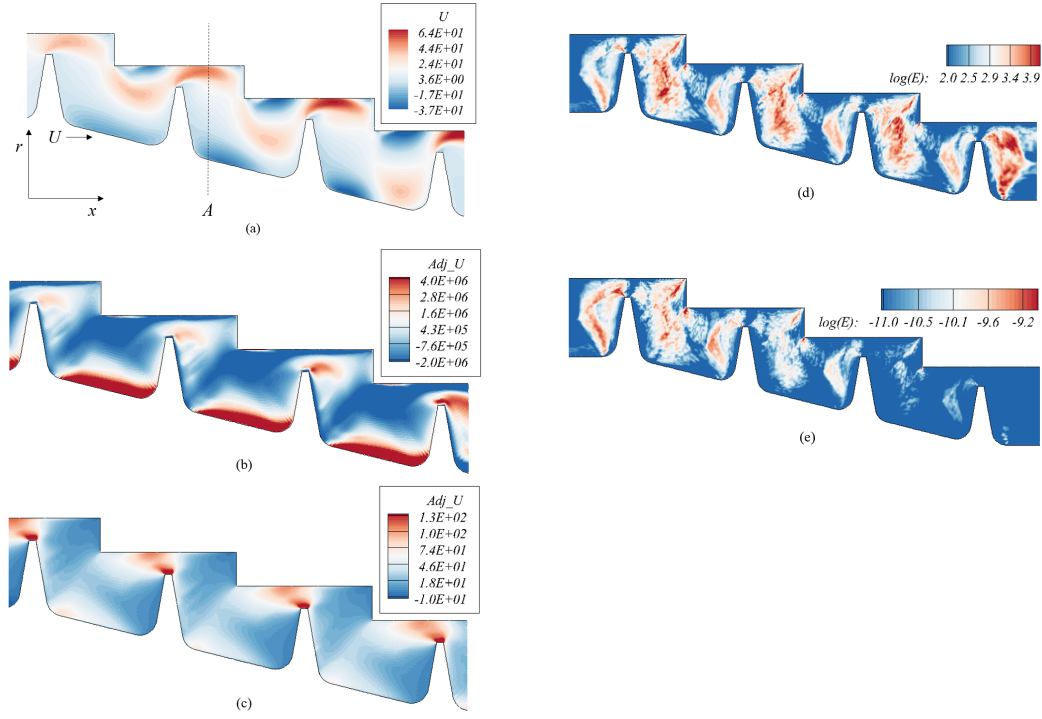 U
6.4E+01
4.4E+01
2.4E+01
3.6E+00
-1.7E+01
-3.7E+01
r
U
x
A
(a)
Adj_U
4.0E+06
2.8E+06
1.6E+06
4.3E+05
-7.6E+05
-2.0E+06
(b)
Adj_U
1.3E+02
1.0E+02
7.4E+01
4.6E+01
1.8E+01
-1.0E+01
(c)
log(E): 2.0 2.5 2.9 3.4 3.9
(d)
log(E): -11.0 -10.5 -10.1 -9.6 -9.2
(e)